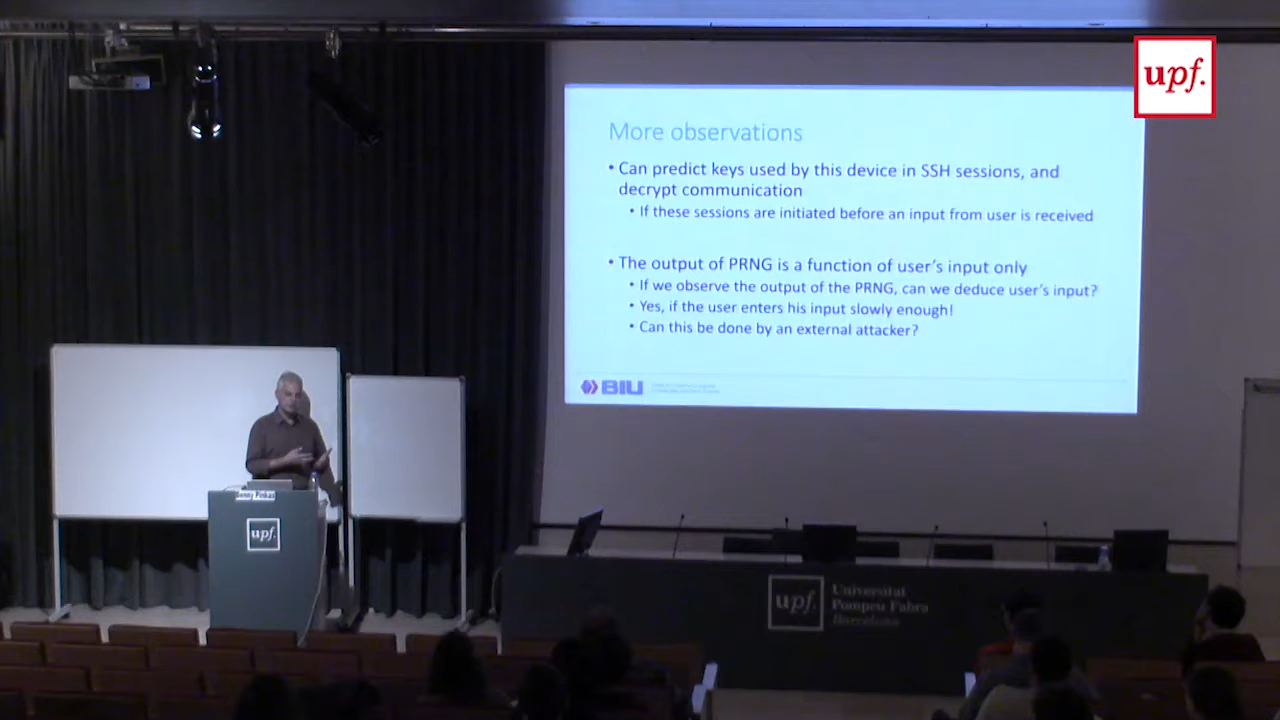 upf.
More observations
• Can predict keys used by this device in SSH sessions, and
decrypt communication
• If these sessions are initiated before an input from user is received
• The output of PRNG is a function of user's input only
• If we observe the output of the PRNG, can we deduce user's input?
• Yes, if the user enters his input slowly enough!
• Can this be done by an external attacker?
BIU
Benny Pinkas
upf.
upf.
Universitat
Pompeu Fabra
Barcelona